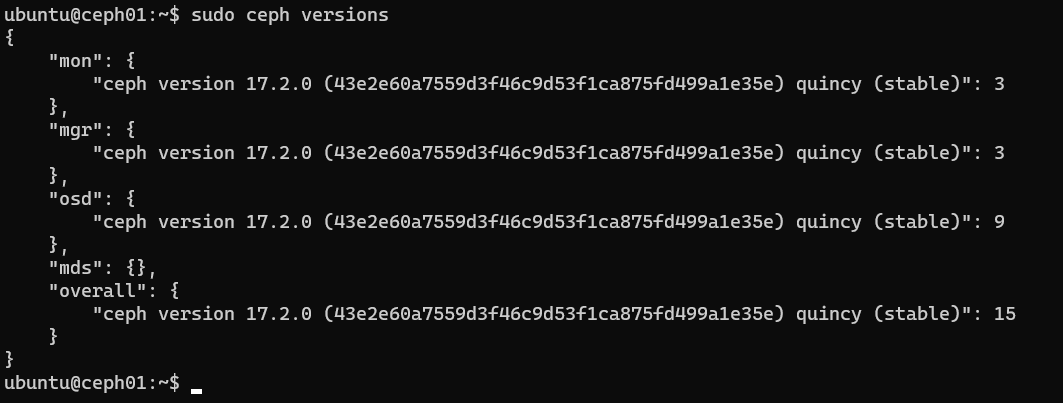 ubuntu@ceph01:~$ sudo ceph versions
{
    "mon": {
        "ceph version 17.2.0 (43e2e60a7559d3f46c9d53f1ca875fd499a1e35e) quincy (stable)": 3
    },
    "mgr": {
        "ceph version 17.2.0 (43e2e60a7559d3f46c9d53f1ca875fd499a1e35e) quincy (stable)": 3
    },
    "osd": {
        "ceph version 17.2.0 (43e2e60a7559d3f46c9d53f1ca875fd499a1e35e) quincy (stable)": 9
    },
    "mds": {},
    "overall": {
        "ceph version 17.2.0 (43e2e60a7559d3f46c9d53f1ca875fd499a1e35e) quincy (stable)": 15
    }
}
ubuntu@ceph01:~$